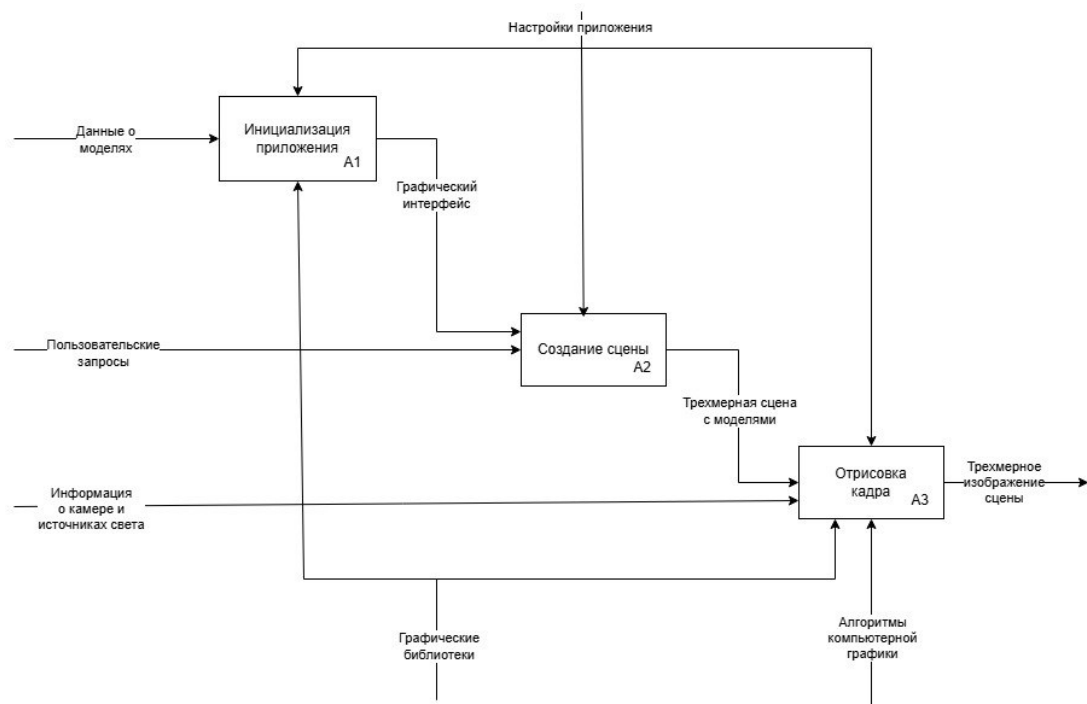 Настройки приложения
Данные о
моделях
Инициализация
приложения
A1
Графический
интерфейс
Пользовательские
запросы
Создание сцены
A2
Трехмерная сцена
с моделями
Информация
о камере и
источниках света
Отрисовка
кадра
A3
Трехмерное
изображение
сцены
Графические
библиотеки
Алгоритмы
компьютерной
графики